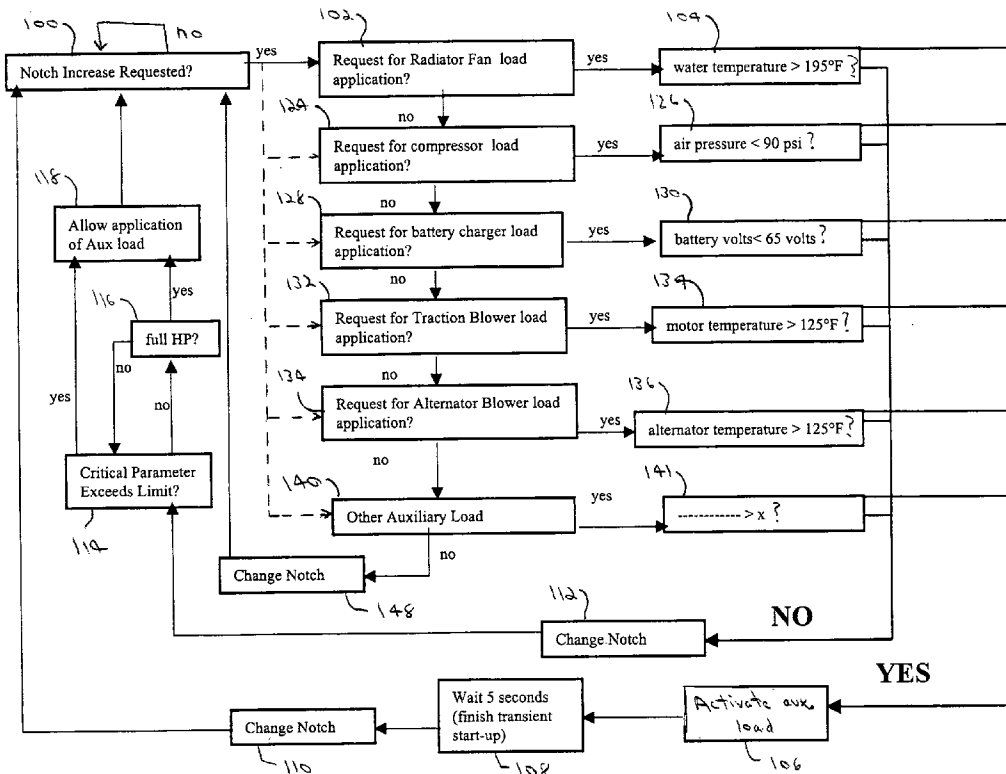 100
no
102
104
Notch Increase Requested?
yes
Request for Radiator Fan load
application?
yes
water temperature > 195°F ?
124
no
126
Request for compressor load
application?
yes
air pressure < 90 psi ?
118
128
no
130
Allow application
of Aux load
Request for battery charger load
application?
yes
battery volts< 65 volts ?
132
no
134
116
yes
full HP?
Request for Traction Blower load
application?
yes
motor temperature > 125°F ?
no
134
no
136
yes
no
Request for Alternator Blower load
application?
yes
alternator temperature > 125°F ?
Critical Parameter
Exceeds Limit?
140
no
141
114
Other Auxiliary Load
yes
------------ > x ?
no
Change Notch
148
112
NO
Change Notch
YES
Change Notch
110
Wait 5 seconds
(finish transient
start-up)
108
Activate aux.
load
106